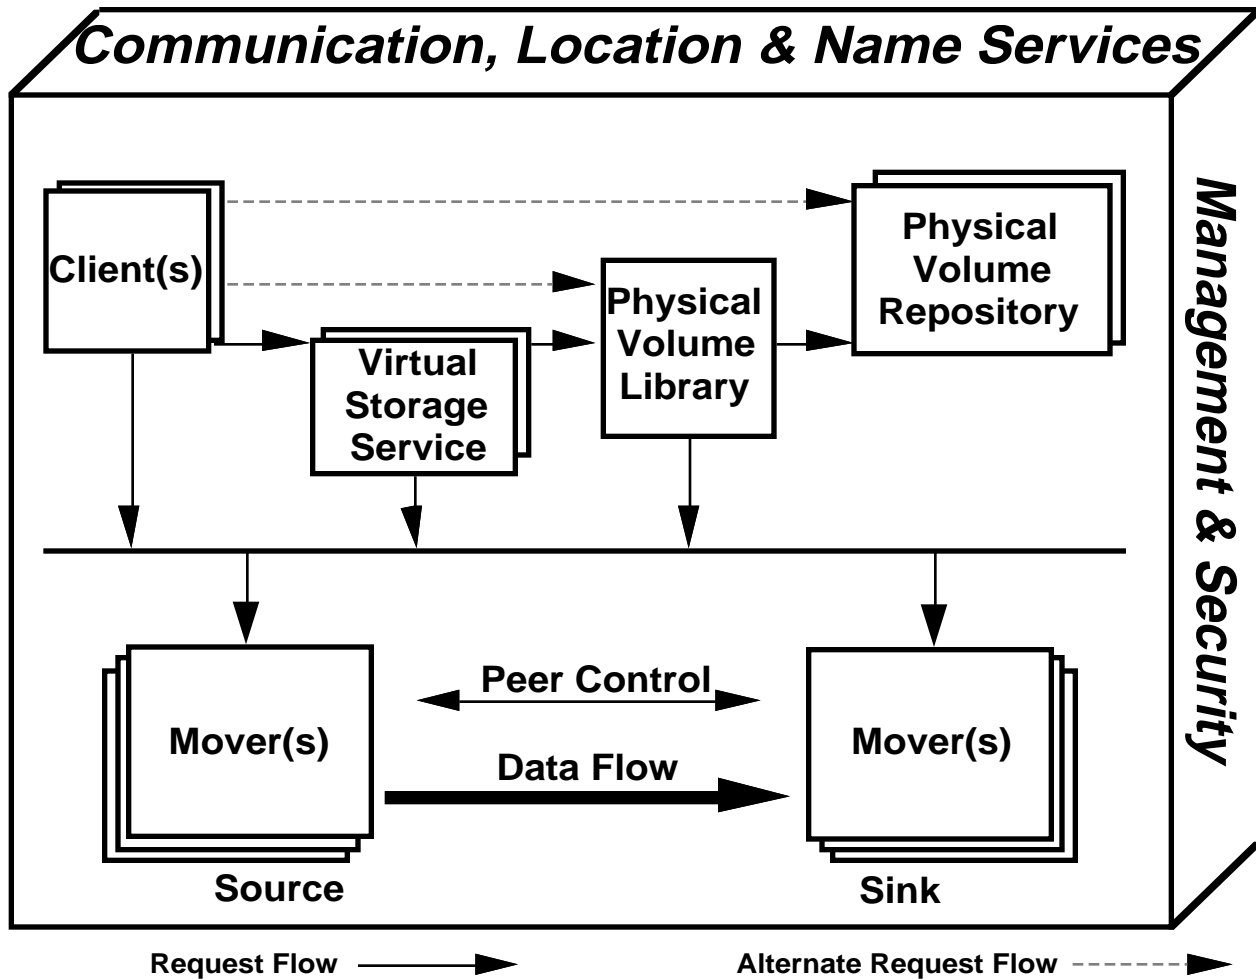 Communication, Location & Name Services
Management & Security
Client(s)
Physical
Volume
Repository
Physical
Volume
Library
Virtual
Storage
Service
Peer Control
Mover(s)
Mover(s)
Data Flow
Source
Sink
Request Flow
Alternate Request Flow